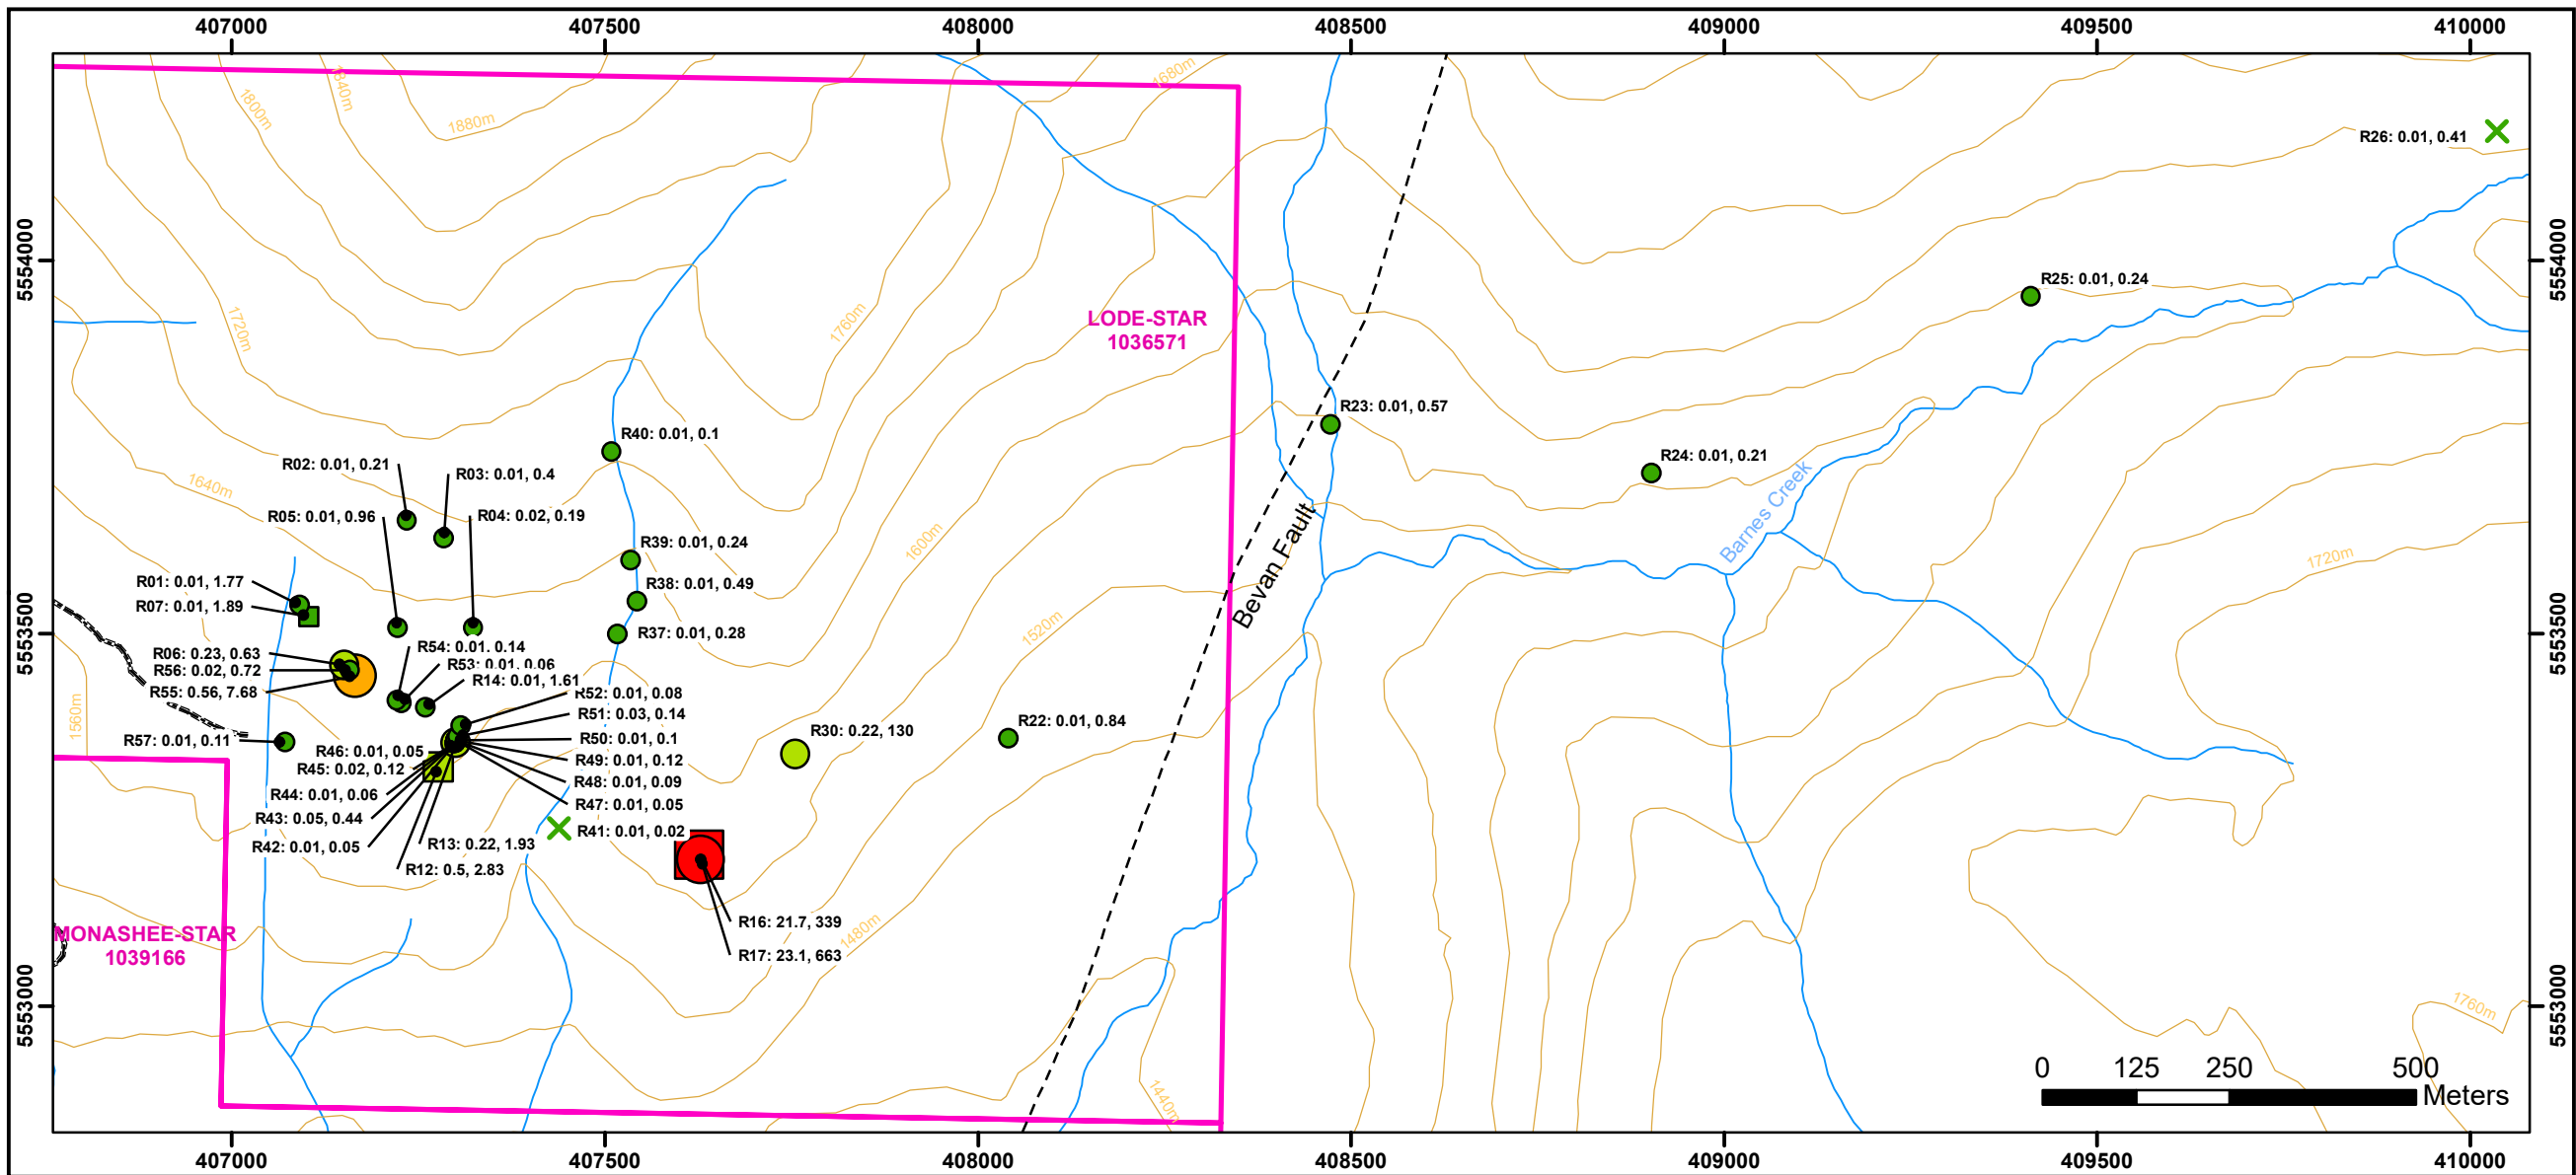 407000 407500 408000 408500 409000 409500 410000
1680m
1840m
1800m
1880m
R26: 0.01, 0.41
5554000
5554000
R25: 0.01, 0.24
1720m
1760m
LODE-STAR
1036571
R23: 0.01, 0.57
R40: 0.01, 0.1
R24: 0.01, 0.21
R02: 0.01, 0.21
R03: 0.01, 0.4
1640m
R05: 0.01, 0.96
R04: 0.02, 0.19
Barnes Creek
1600m
R39: 0.01, 0.24
Bevan Fault
1720m
R01: 0.01, 1.77
R38: 0.01, 0.49
R07: 0.01, 1.89
1520m
R37: 0.01, 0.28
5553500
5553500
R54: 0.01, 0.14
R06: 0.23, 0.63
R53: 0.01, 0.06
R56: 0.02, 0.72
R14: 0.01, 1.61
R55: 0.56, 7.68
R52: 0.01, 0.08
1560m
R51: 0.03, 0.14
R22: 0.01, 0.84
R30: 0.22, 130
R57: 0.01, 0.11
R50: 0.01, 0.1
R46: 0.01, 0.05
R49: 0.01, 0.12
R45: 0.02, 0.12
R48: 0.01, 0.09
R44: 0.01, 0.06
R47: 0.01, 0.05
R43: 0.05, 0.44
R41: 0.01, 0.02
R13: 0.22, 1.93
R42: 0.01, 0.05
R12: 0.5, 2.83
R16: 21.7, 339
1480m
MONASHEE-STAR
1039166
R17: 23.1, 663
5553000
5553000
1760m
1440m
0 125 250 500
Meters
407000 407500 408000 408500 409000 409500 410000